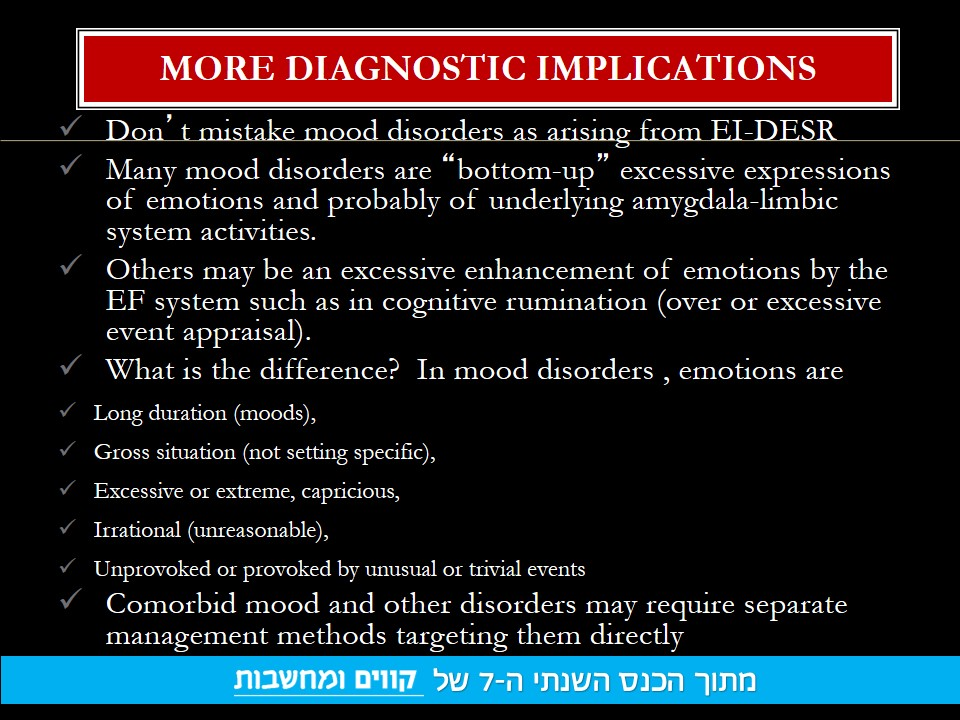 MORE DIAGNOSTIC IMPLICATIONS
Don’t mistake mood disorders as arising from EI-DESR
Many mood disorders are “bottom-up” excessive expressions
of emotions and probably of underlying amygdala-limbic
system activities.
Others may be an excessive enhancement of emotions by the
EF system such as in cognitive rumination (over or excessive
event appraisal).
What is the difference? In mood disorders , emotions are
Long duration (moods),
Gross situation (not setting specific),
Excessive or extreme, capricious,
Irrational (unreasonable),
Unprovoked or provoked by unusual or trivial events
Comorbid mood and other disorders may require separate
management methods targeting them directly
מתוך הכנס השנתי ה-7 של קווים ומחשבות